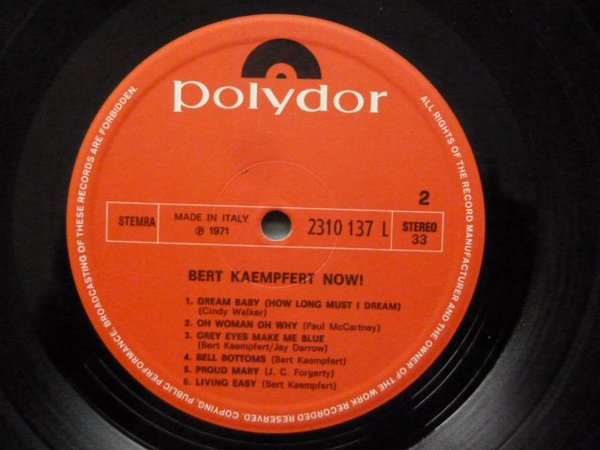 polydor
2
STEMRA
MADE IN ITALY
℗ 1971
2310 137 L
STEREO
33
BERT KAEMPFERT NOW!
1. DREAM BABY (HOW LONG MUST I DREAM)
(Cindy Walker)
2. OH WOMAN OH WHY (Paul McCartney)
3. GREY EYES MAKE ME BLUE
(Bert Kaempfert/Jay Darrow)
4. BELL BOTTOMS (Bert Kaempfert)
5. PROUD MARY (J. C. Forgerty)
6. LIVING EASY (Bert Kaempfert)
ALL RIGHTS OF THE RECORD MANUFACTURER AND THE OWNER OF THE WORK RECORDED RESERVED. COPYING, PUBLIC PERFORMANCE, BROADCASTING OF THESE RECORDS ARE FORBIDDEN.